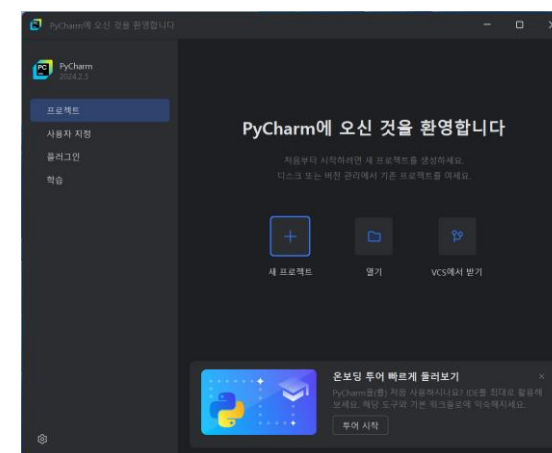 PyCharm에 오신 것을 환영합니다
PC
PyCharm
2024.2.3
프로젝트
사용자 지정
플러그인
학습
PyCharm에 오신 것을 환영합니다
처음부터 시작하려면 새 프로젝트를 생성하세요.
디스크 또는 버전 관리에서 기존 프로젝트를 여세요.
새 프로젝트
열기
VCS에서 받기
온보딩 투어 빠르게 둘러보기
PyCharm을(를) 처음 사용하시나요? IDE를 최대로 활용해
보세요. 해당 도구와 기본 워크플로에 익숙해지세요.
투어 시작